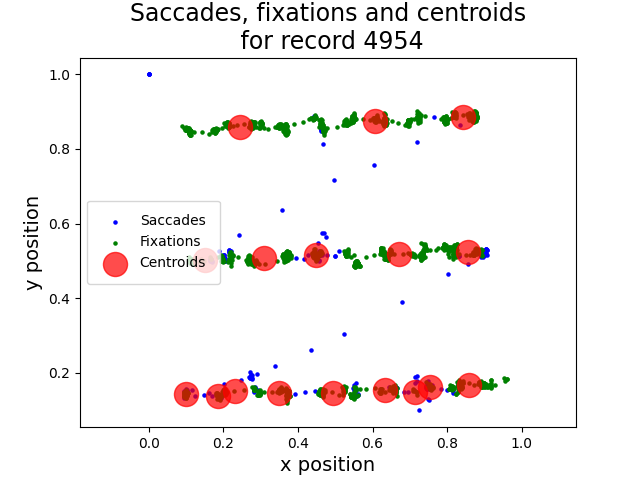 Saccades, fixations and centroids
for record 4954
1.0
0.8
0.6
0.4
0.2
y position
Saccades
Fixations
Centroids
0.0
0.2
0.4
0.6
0.8
1.0
x position